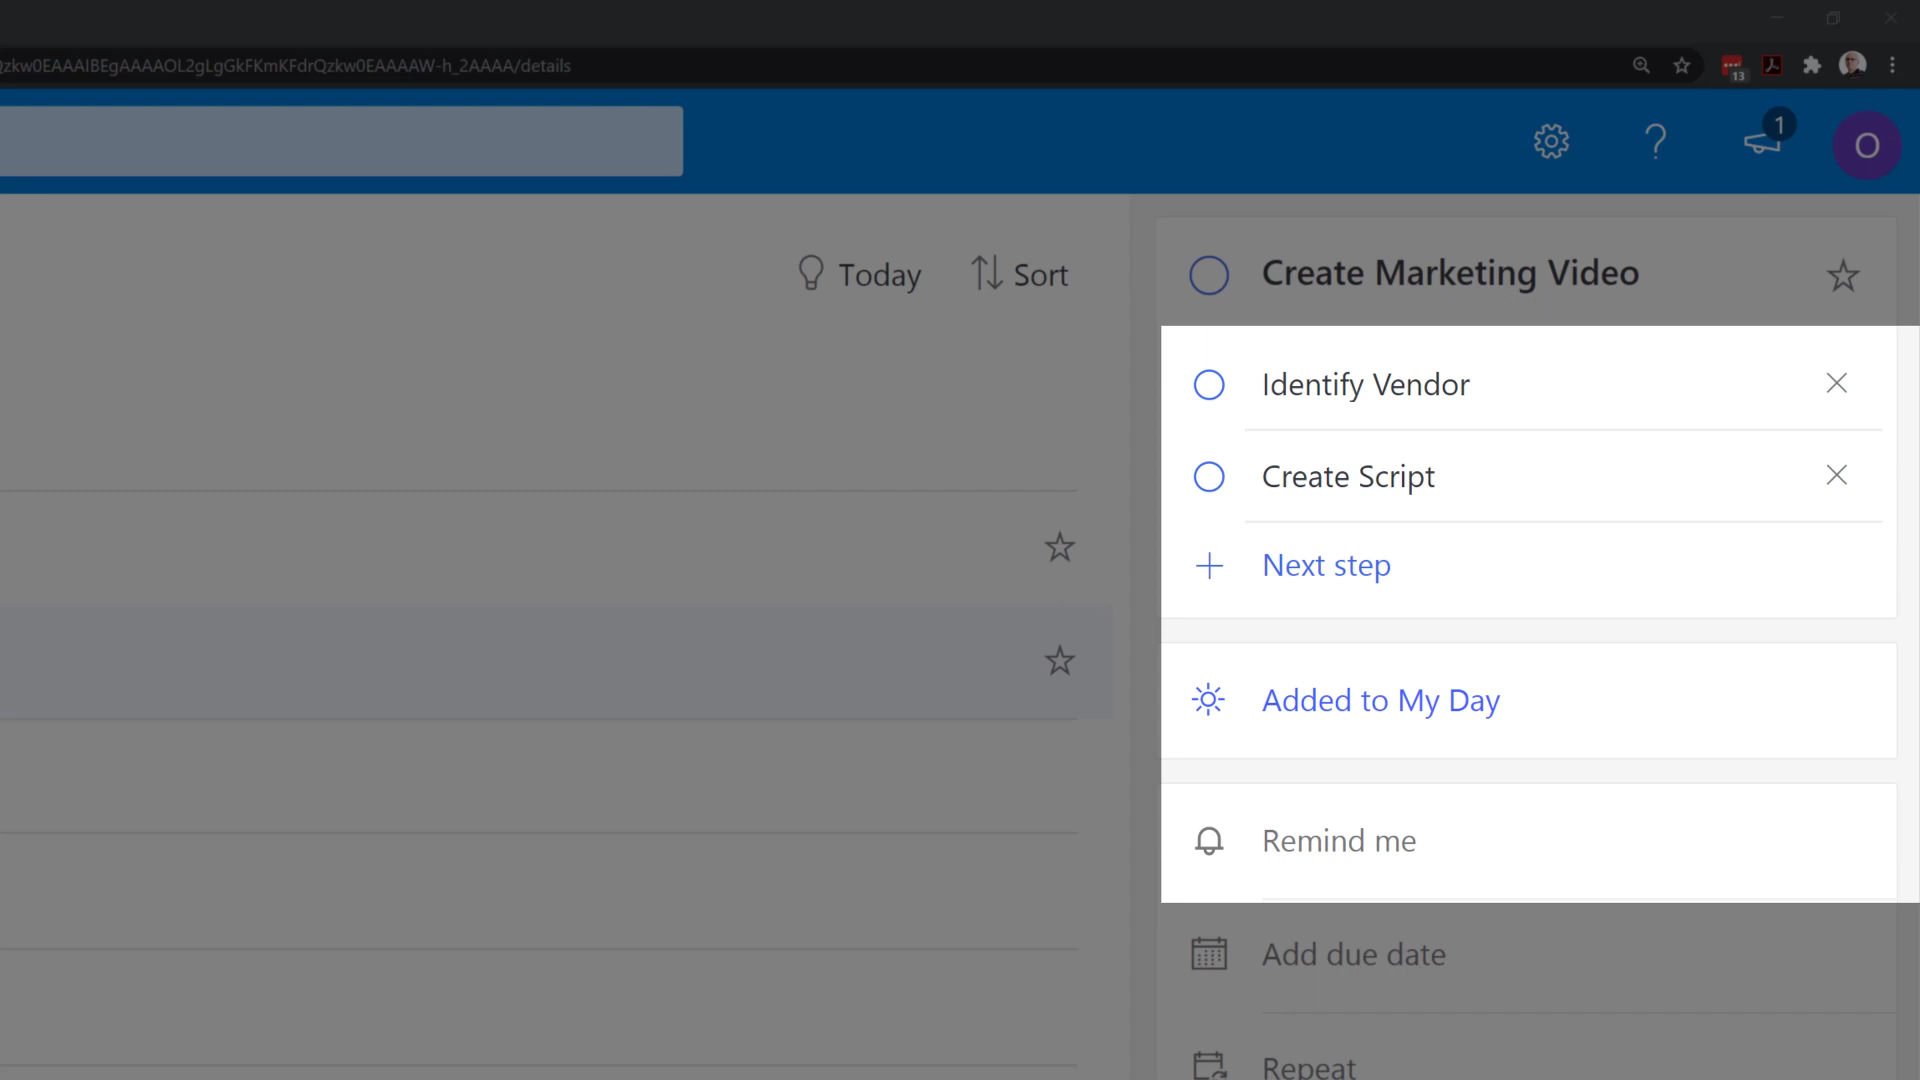 zkw0EAAAIBEgAAAAOL2gLgGkFKmKFdrQzkw0EAAAAW-h_2AAAA/details
13
1
O
Today
Sort
Create Marketing Video
Identify Vendor
Create Script
Next step
Added to My Day
Remind me
Add due date
Repeat